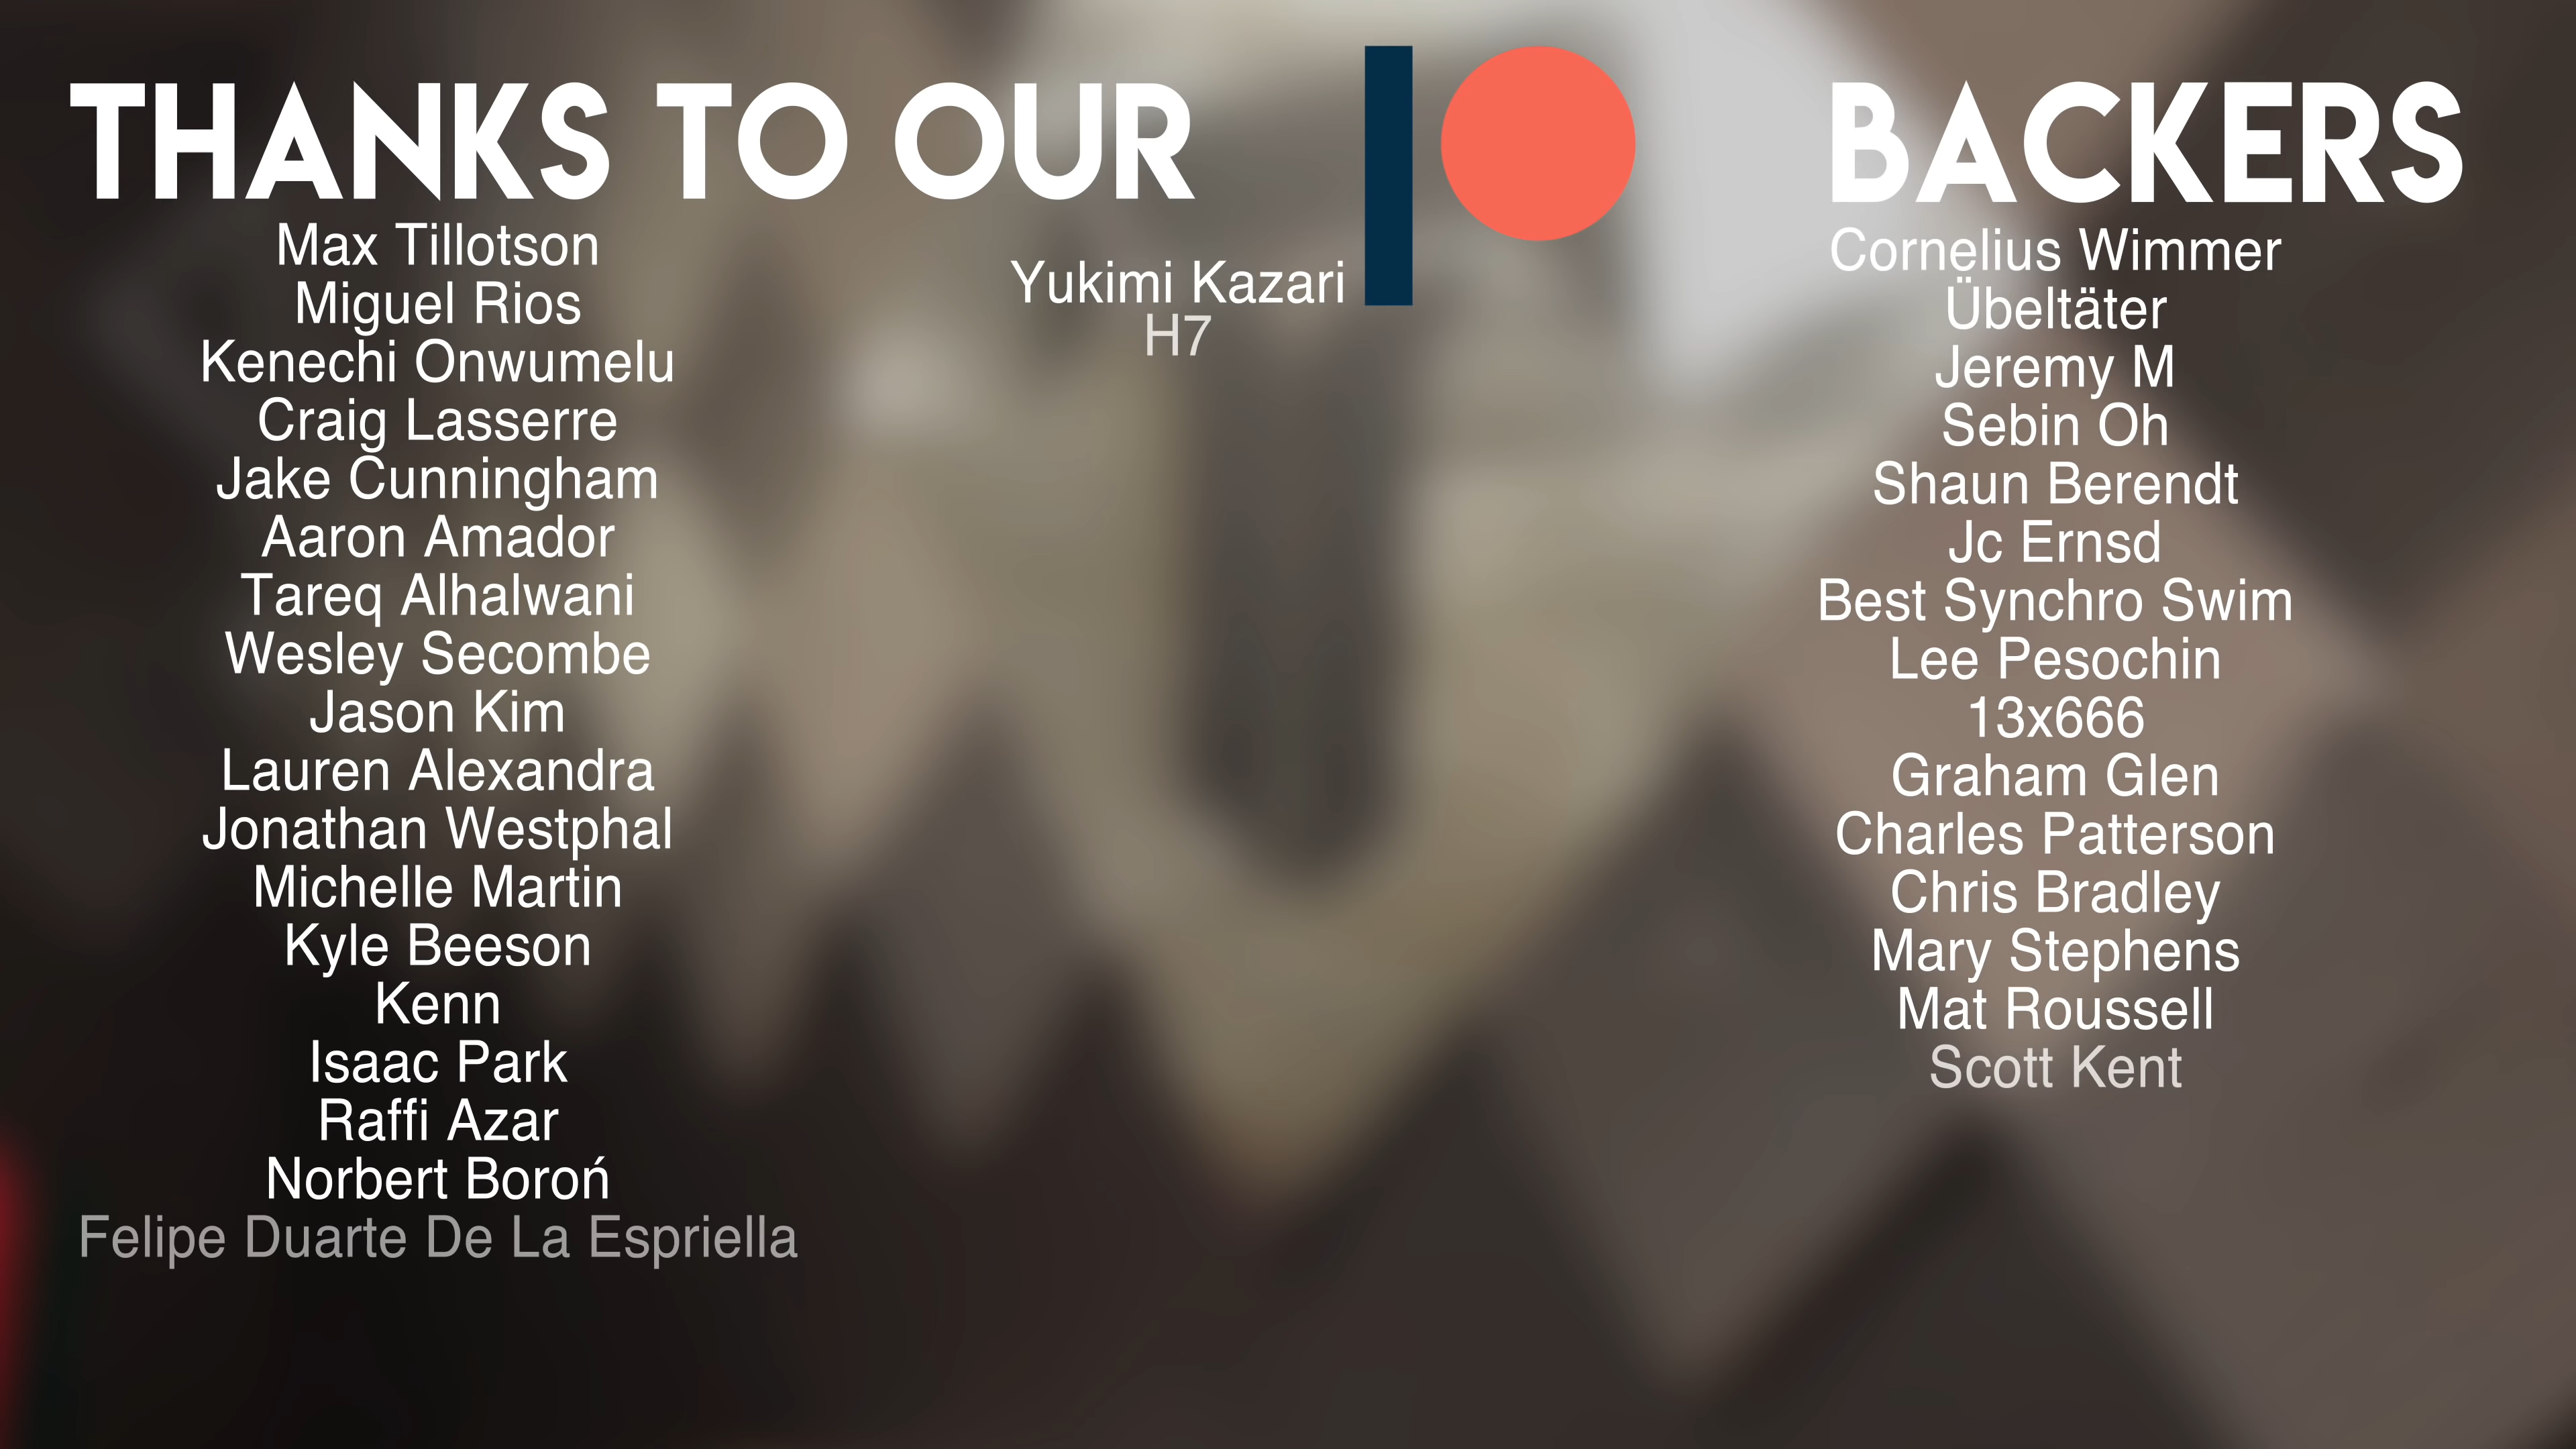 THANKS TO OUR
BACKERS
Max Tillotson
Miguel Rios
Kenechi Onwumelu
Craig Lasserre
Jake Cunningham
Aaron Amador
Tareq Alhalwani
Wesley Secombe
Jason Kim
Lauren Alexandra
Jonathan Westphal
Michelle Martin
Kyle Beeson
Kenn
Isaac Park
Raffi Azar
Norbert Boroń
Felipe Duarte De La Espriella
Yukimi Kazari
H7
Cornelius Wimmer
Übeltäter
Jeremy M
Sebin Oh
Shaun Berendt
Jc Ernsd
Best Synchro Swim
Lee Pesochin
13x666
Graham Glen
Charles Patterson
Chris Bradley
Mary Stephens
Mat Roussell
Scott Kent